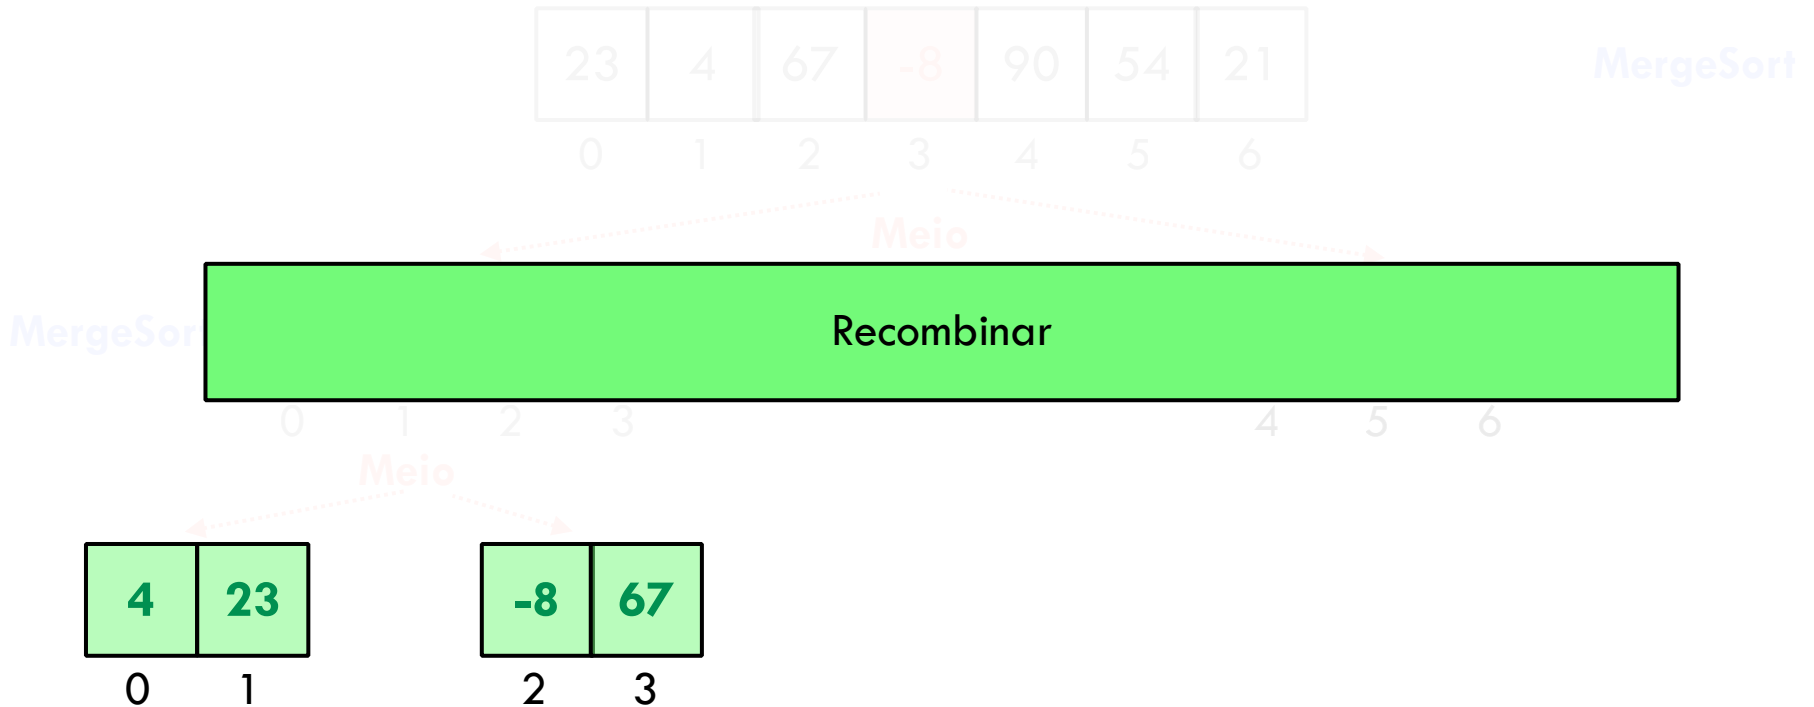 23 4 67 -8 90 54 21
MergeSort
0 1 2 3 4 5 6
Meio
MergeSor
Recombinar
0 1 2 3
4 5 6
Meio
4 23
-8 67
0 1
2 3